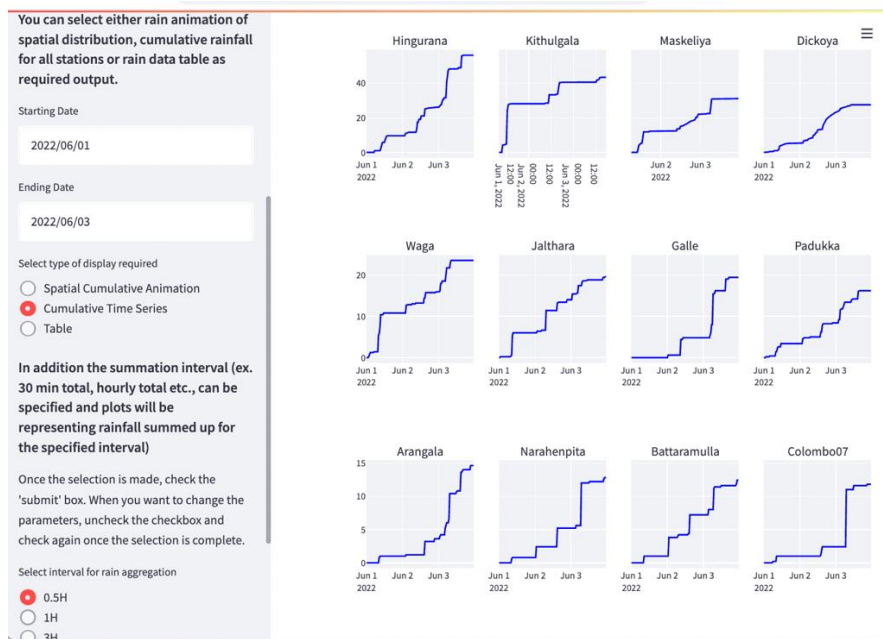 You can select either rain animation of
spatial distribution, cumulative rainfall
for all stations or rain data table as
required output.
Starting Date
2022/06/01
Ending Date
2022/06/03
Select type of display required
Spatial Cumulative Animation
Cumulative Time Series
Table
In addition the summation interval (ex.
30 min total, hourly total etc., can be
specified and plots will be
representing rainfall summed up for
the specified interval)
Once the selection is made, check the
'submit' box. When you want to change the
parameters, uncheck the checkbox and
check again once the selection is complete.
Select interval for rain aggregation
0.5H
1H
3H
Hingurana Kithulgala Maskeliya Dickoya
40
20
0
Jun 1 Jun 2 Jun 3
2022
Jun 1, 2022
12:00
00:00
Jun 2, 2022
12:00
00:00
Jun 3, 2022
12:00
Jun 2 Jun 3
2022
Jun 1 Jun 2 Jun 3
2022
Waga Jalthara Galle Padukka
20
10
0
Jun 1 Jun 2 Jun 3
2022
Jun 1 Jun 2 Jun 3
2022
Jun 1 Jun 2 Jun 3
2022
Jun 1 Jun 2 Jun 3
2022
Arangala Narahenpita Battaramulla Colombo07
15
10
5
0
Jun 1 Jun 2 Jun 3
2022
Jun 1 Jun 2 Jun 3
2022
Jun 1 Jun 2 Jun 3
2022
Jun 1 Jun 2 Jun 3
2022